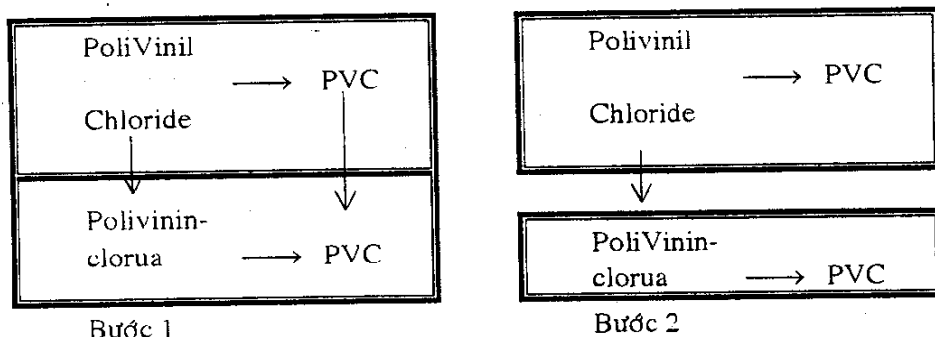 PoliVinil
→ PVC
Chloride
Polivinin-
clorua → PVC
Bước 1
Polivinil
→ PVC
Chloride
PoliVinin-
clorua → PVC
Bước 2